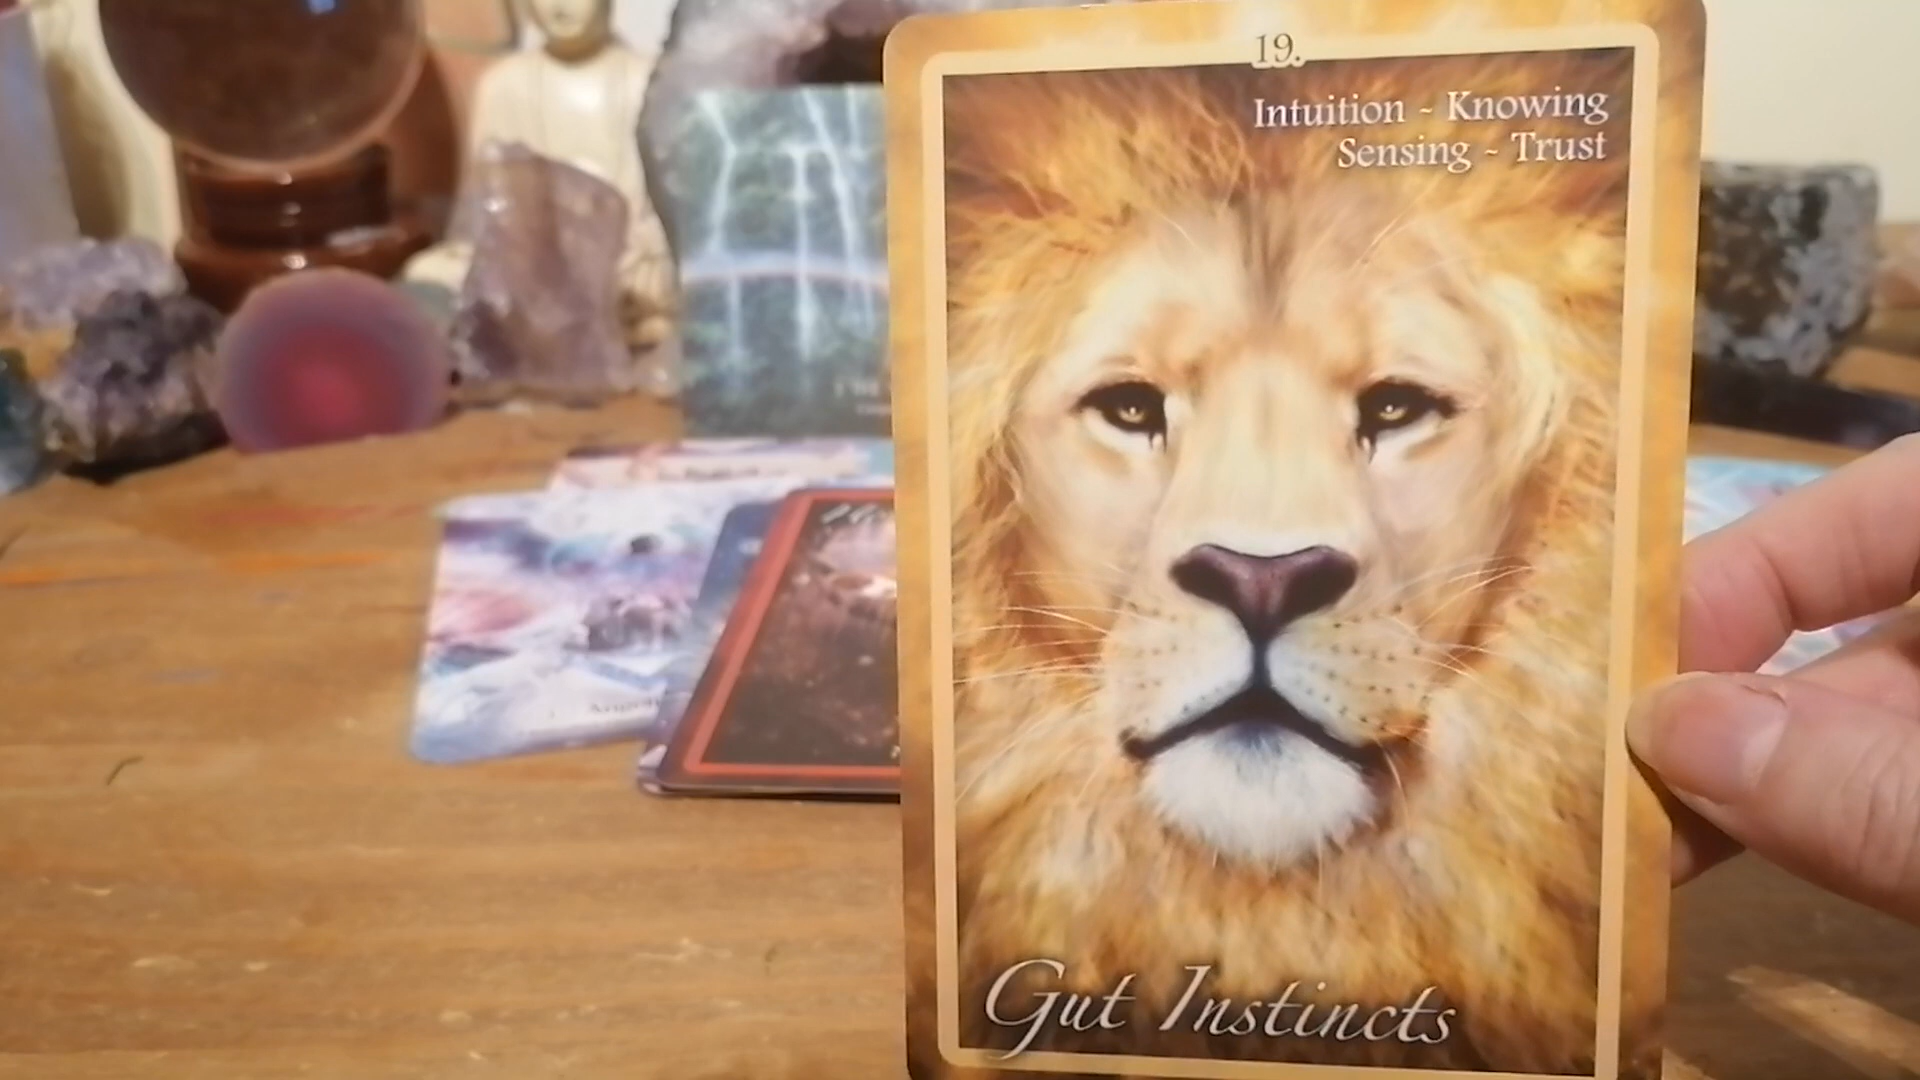 19.
Intuition ~ Knowing
Sensing ~ Trust
Gut Instincts